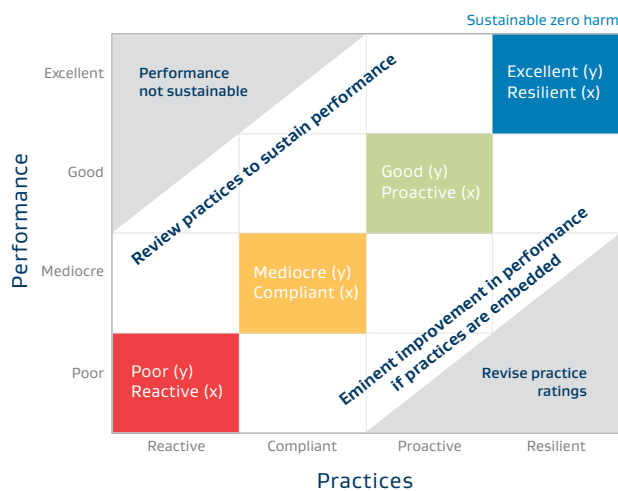 Sustainable zero harm
Performance
Excellent
Good
Mediocre
Poor
Performance
not sustainable
Review practices to sustain performance
Excellent (y)
Resilient (x)
Good (y)
Proactive (x)
Mediocre (y)
Compliant (x)
Poor (y)
Reactive (x)
Eminent improvement in performance
if practices are embedded
Revise practice
ratings
Reactive
Compliant
Proactive
Resilient
Practices